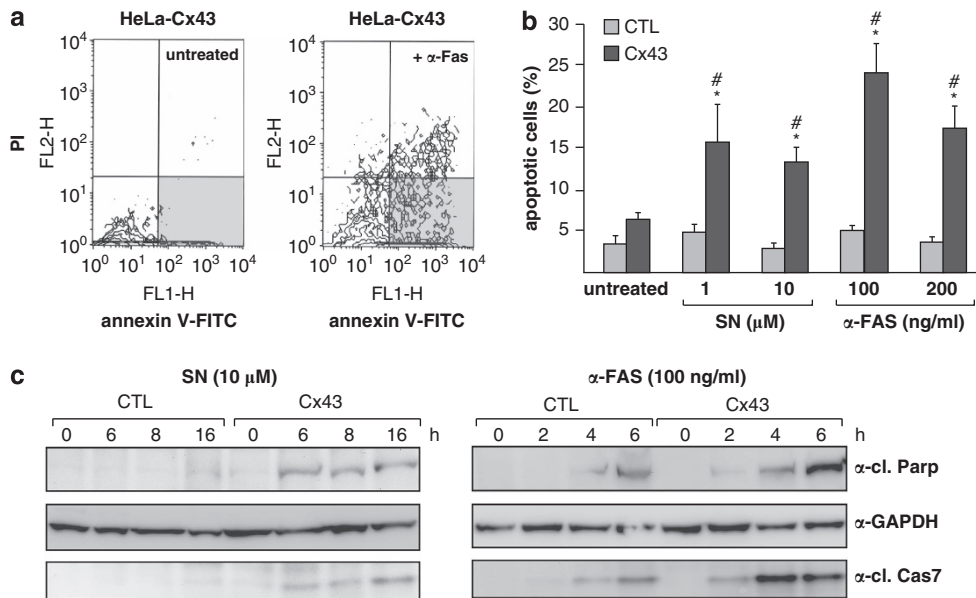 a
HeLa-Cx43
HeLa-Cx43
untreated
+ α-Fas
PI
FL2-H
10⁴
10³
10²
10¹
10⁰
10⁰ 10¹ 10² 10³ 10⁴
FL1-H
annexin V-FITC
FL2-H
10⁴
10³
10²
10¹
10⁰
10⁰ 10¹ 10² 10³ 10⁴
FL1-H
annexin V-FITC
b
CTL
Cx43
apoptotic cells (%)
30
25
20
15
10
5
#
*
#
*
#
*
#
*
untreated 1 10 100 200
SN (μM) α-FAS (ng/ml)
c
SN (10 μM)
CTL Cx43
0 6 8 16 0 6 8 16 h
α-FAS (100 ng/ml)
CTL Cx43
0 2 4 6 0 2 4 6 h
α-cl. Parp
α-GAPDH
α-cl. Cas7